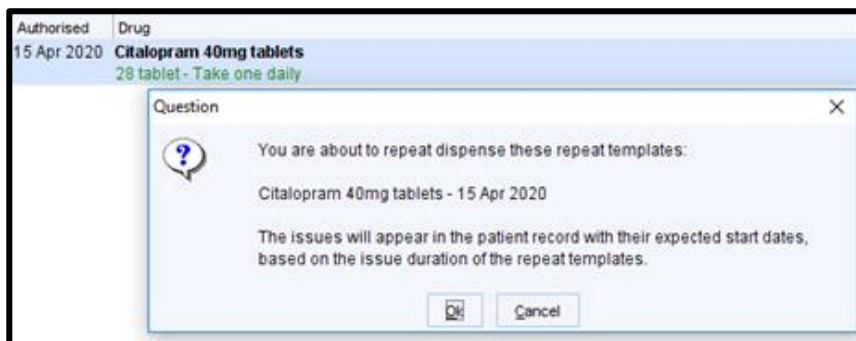 Authorised Drug
15 Apr 2020 Citalopram 40mg tablets
28 tablet - Take one daily
Question
You are about to repeat dispense these repeat templates:
Citalopram 40mg tablets - 15 Apr 2020
The issues will appear in the patient record with their expected start dates,
based on the issue duration of the repeat templates.
Ok Cancel